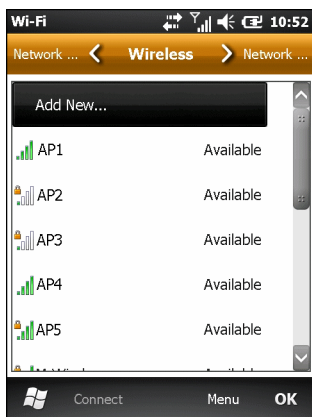 Wi-Fi 10:52
Network ... Wireless Network ...
Add New...
AP1 Available
AP2 Available
AP3 Available
AP4 Available
AP5 Available
Connect Menu OK